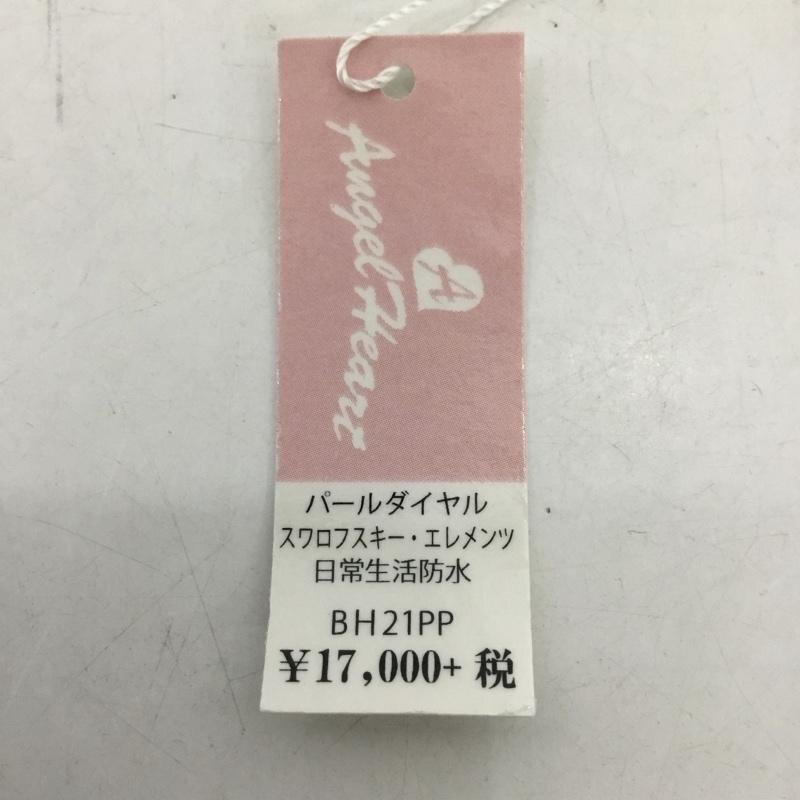 Angel Heart
A
パールダイヤル
スワロフスキー・エレメンツ
日常生活防水
BH21PP
¥17,000+ 税